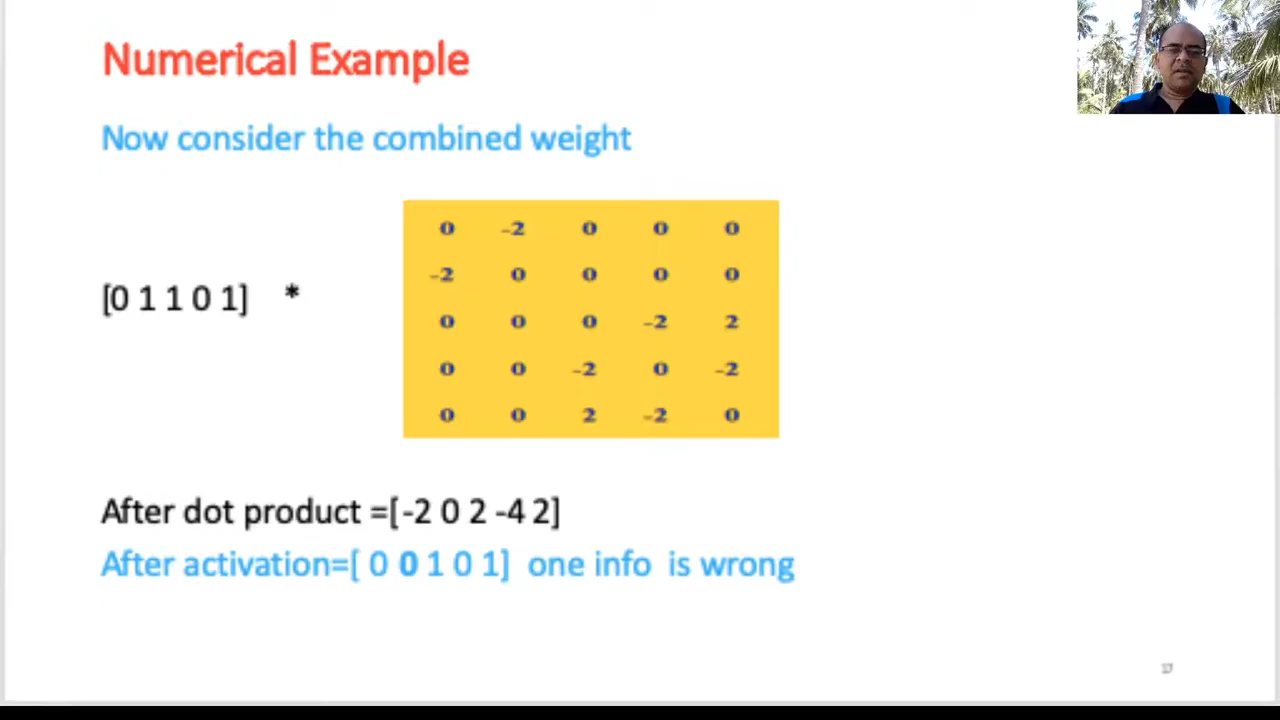 Numerical Example
Now consider the combined weight
0 -2 0 0 0
-2 0 0 0 0
[0 1 1 0 1] *
0 0 0 -2 2
0 0 -2 0 -2
0 0 2 -2 0
After dot product =[-2 0 2 -4 2]
After activation=[ 0 0 1 0 1] one info is wrong
17